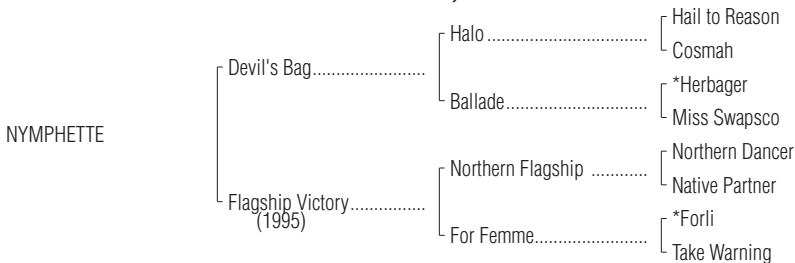 Hail to Reason
Halo ...................................
Cosmah
Devil's Bag........................
*Herbager
Ballade...............................
Miss Swapsco
NYMPHETTE
Northern Dancer
Northern Flagship ............
Native Partner
Flagship Victory................
(1995)
*Forli
For Femme........................
Take Warning